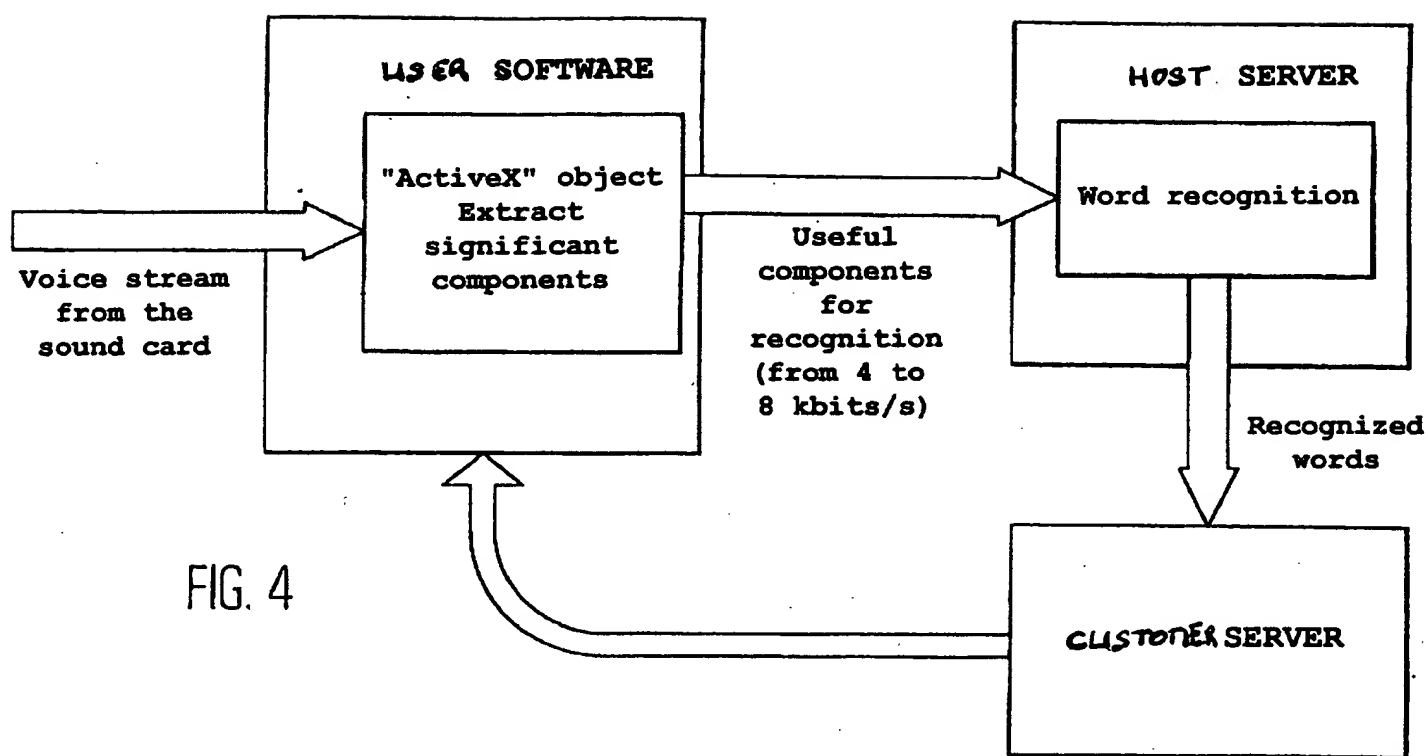 USER SOFTWARE
"ActiveX" object
Extract
significant
components
Voice stream
from the
sound card
Useful
components
for
recognition
(from 4 to
8 kbits/s)
HOST SERVER
Word recognition
Recognized
words
CUSTOMER SERVER
FIG. 4